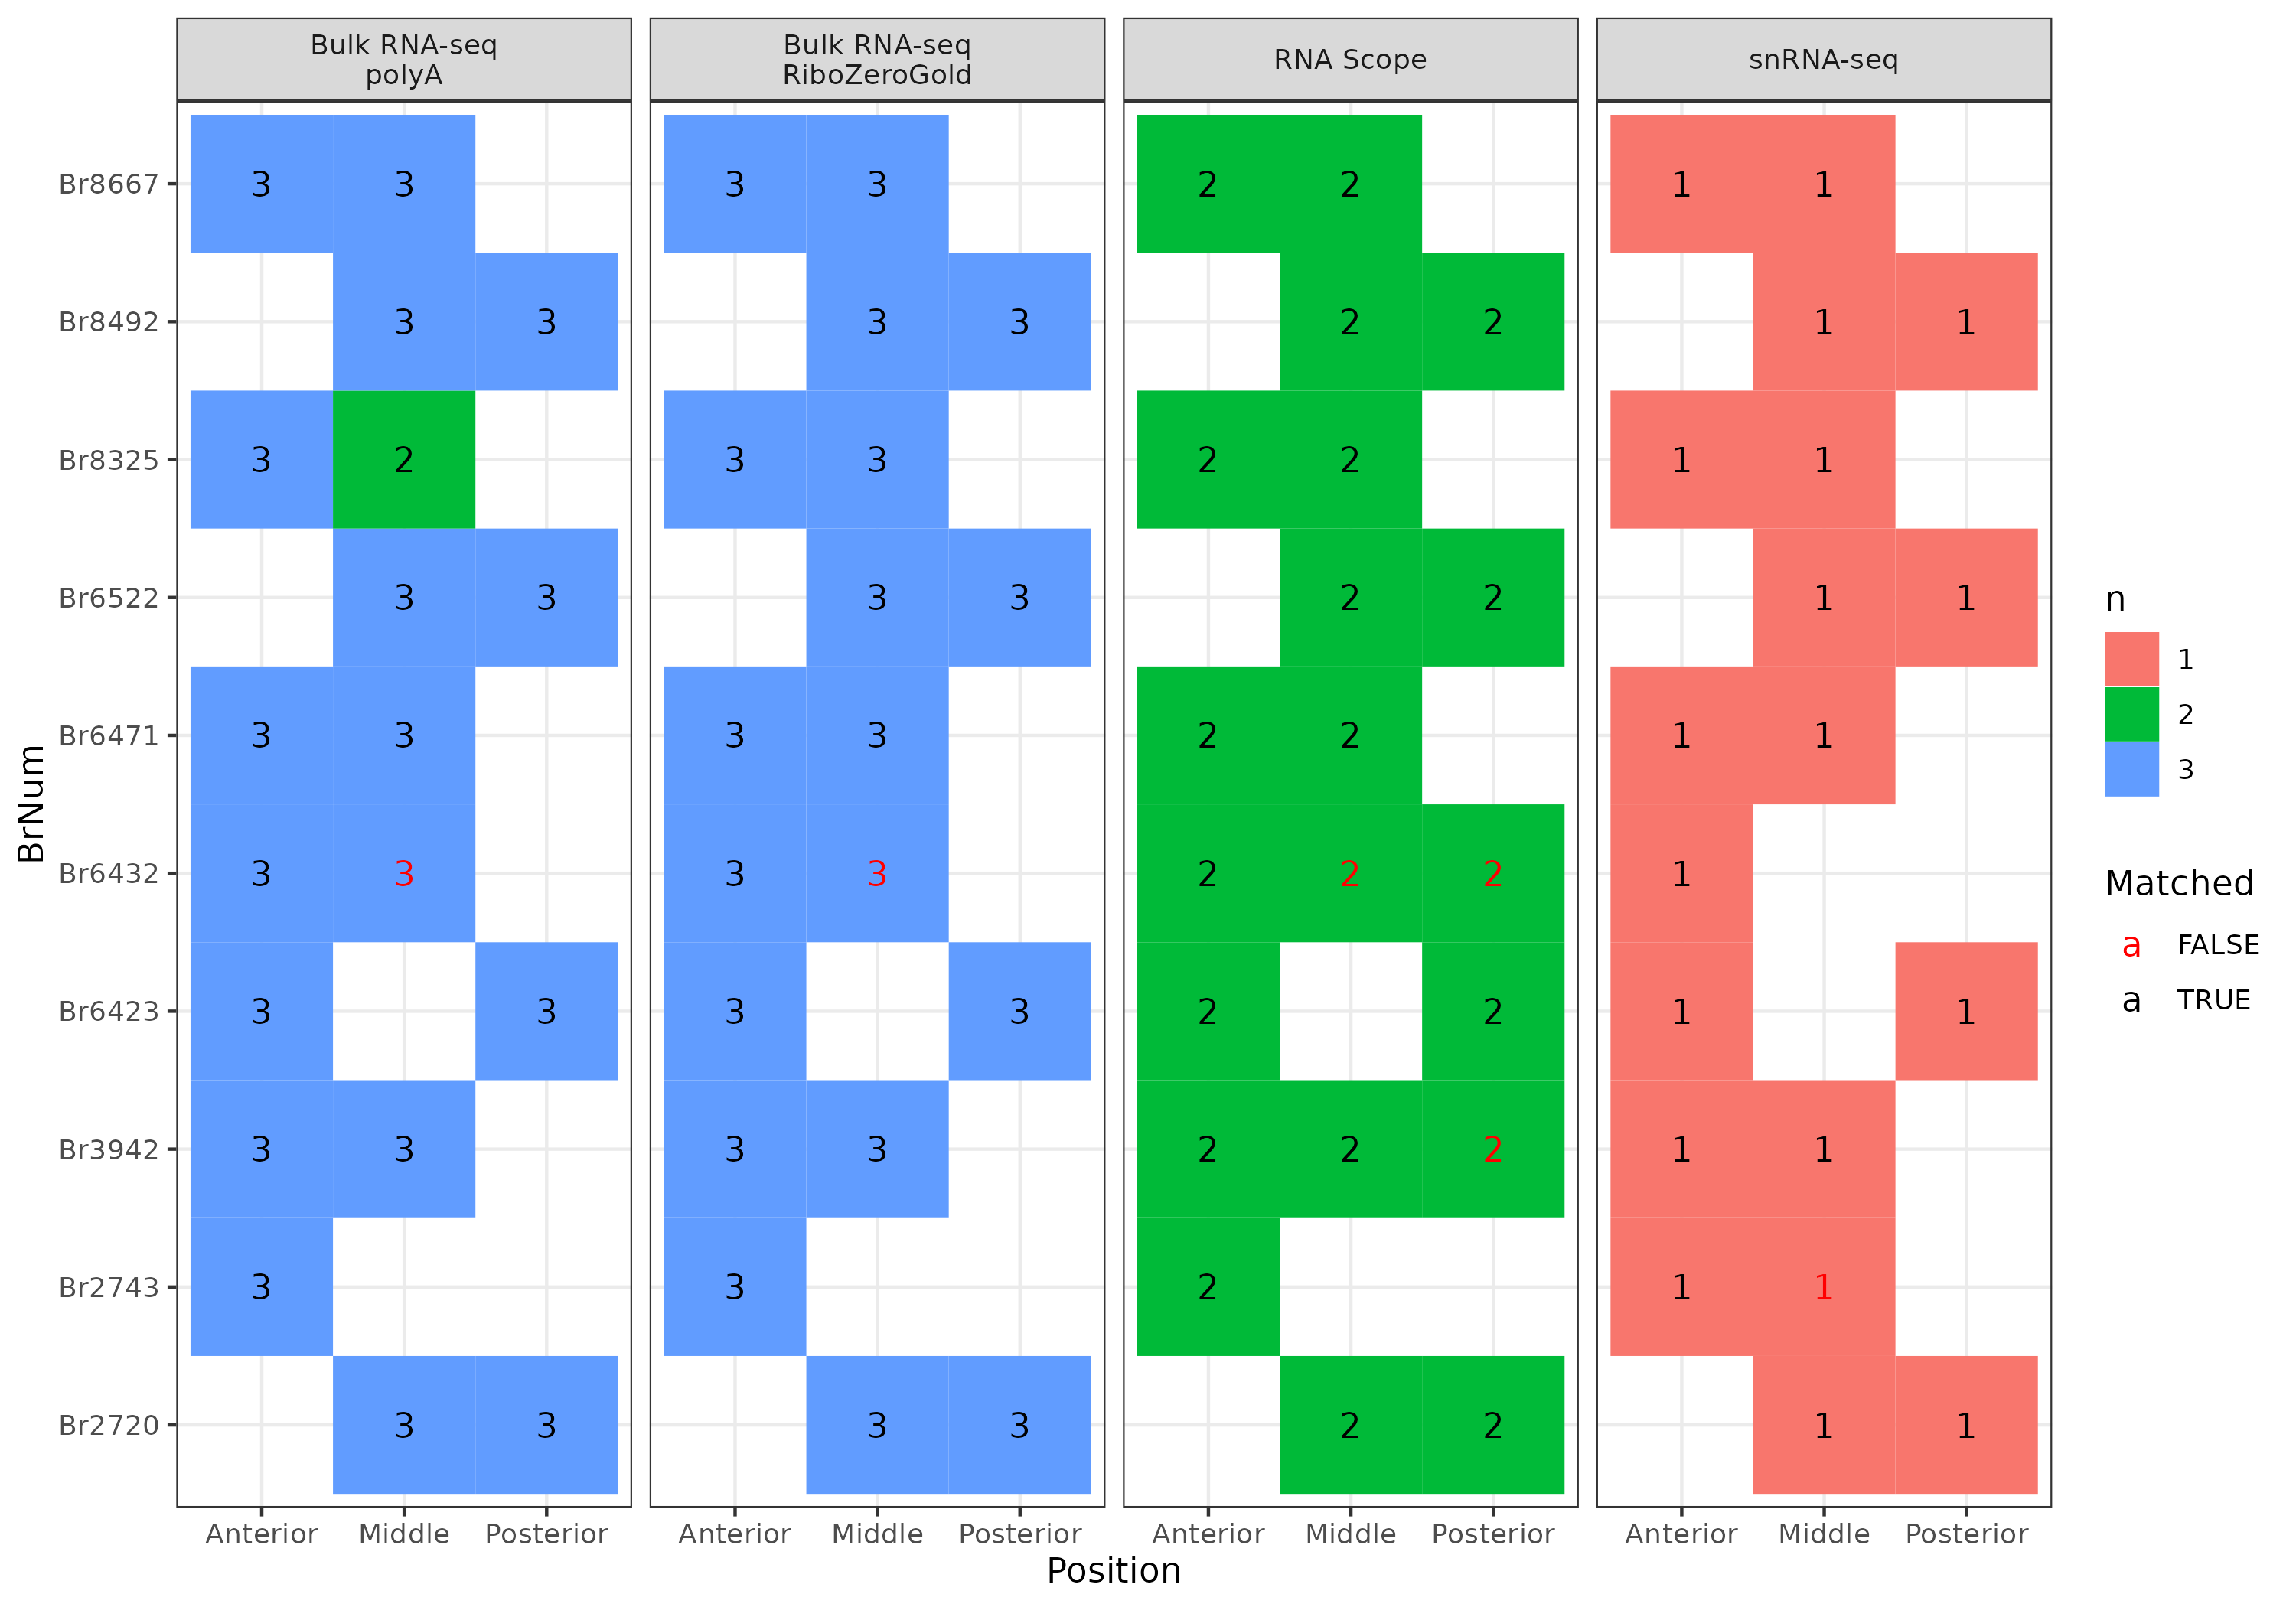 Bulk RNA-seq
polyA
Bulk RNA-seq
RiboZeroGold
RNA Scope
snRNA-seq
BrNum
Br8667 3 3 3 3 2 2 1 1
Br8492 3 3 3 3 2 2 1 1
Br8325 3 2 3 3 2 2 1 1
Br6522 3 3 3 3 2 2 1 1
Br6471 3 3 3 3 2 2 1 1
Br6432 3 3 3 3 2 2 2 1
Br6423 3 3 3 3 2 2 1 1
Br3942 3 3 3 3 2 2 2 1 1
Br2743 3 3 2 1 1
Br2720 3 3 3 3 2 2 1 1
Anterior Middle Posterior Anterior Middle Posterior Anterior Middle Posterior Anterior Middle Posterior
Position
n
1
2
3
Matched
a FALSE
a TRUE